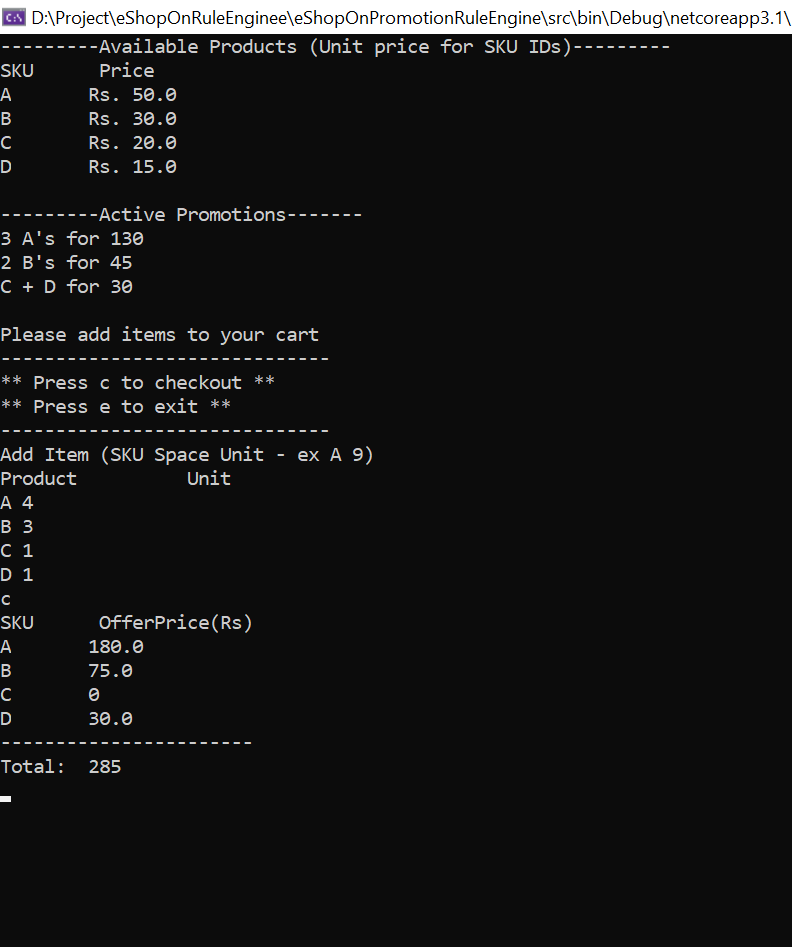 D:\Project\eShopOnRuleEnginee\eShopOnPromotionRuleEngine\src\bin\Debug\netcoreapp3.1\
---------Available Products (Unit price for SKU IDs)---------
SKU      Price
A       Rs. 50.0
B       Rs. 30.0
C       Rs. 20.0
D       Rs. 15.0
---------Active Promotions-------
3 A's for 130
2 B's for 45
C + D for 30
Please add items to your cart
------------------------------
** Press c to checkout **
** Press e to exit **
------------------------------
Add Item (SKU Space Unit - ex A 9)
Product          Unit
A 4
B 3
C 1
D 1
c
SKU      OfferPrice(Rs)
A       180.0
B       75.0
C       0
D       30.0
-----------------------
Total:  285